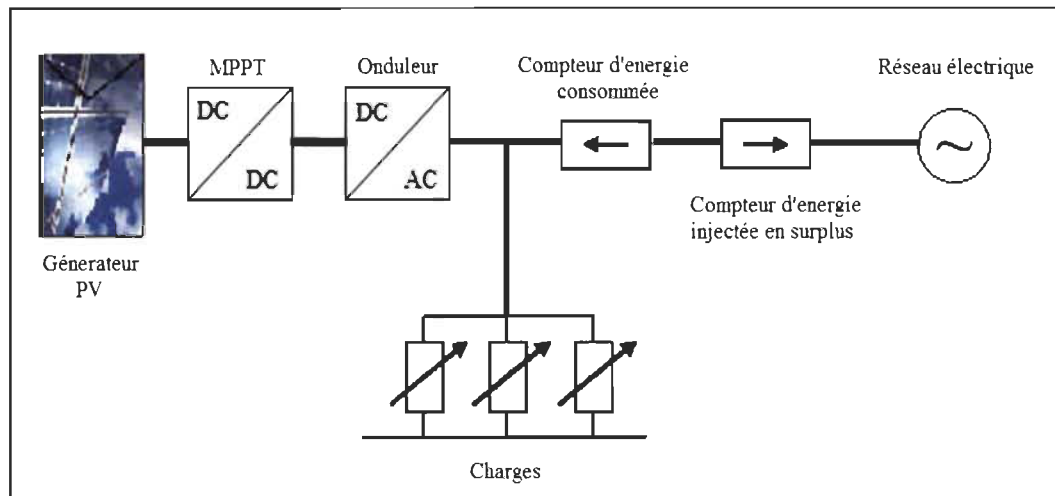 MPPT
Onduleur
Compteur d'energie
consommée
Réseau électrique
DC
DC
DC
AC
Compteur d'energie
injectée en surplus
Génerateur
PV
Charges